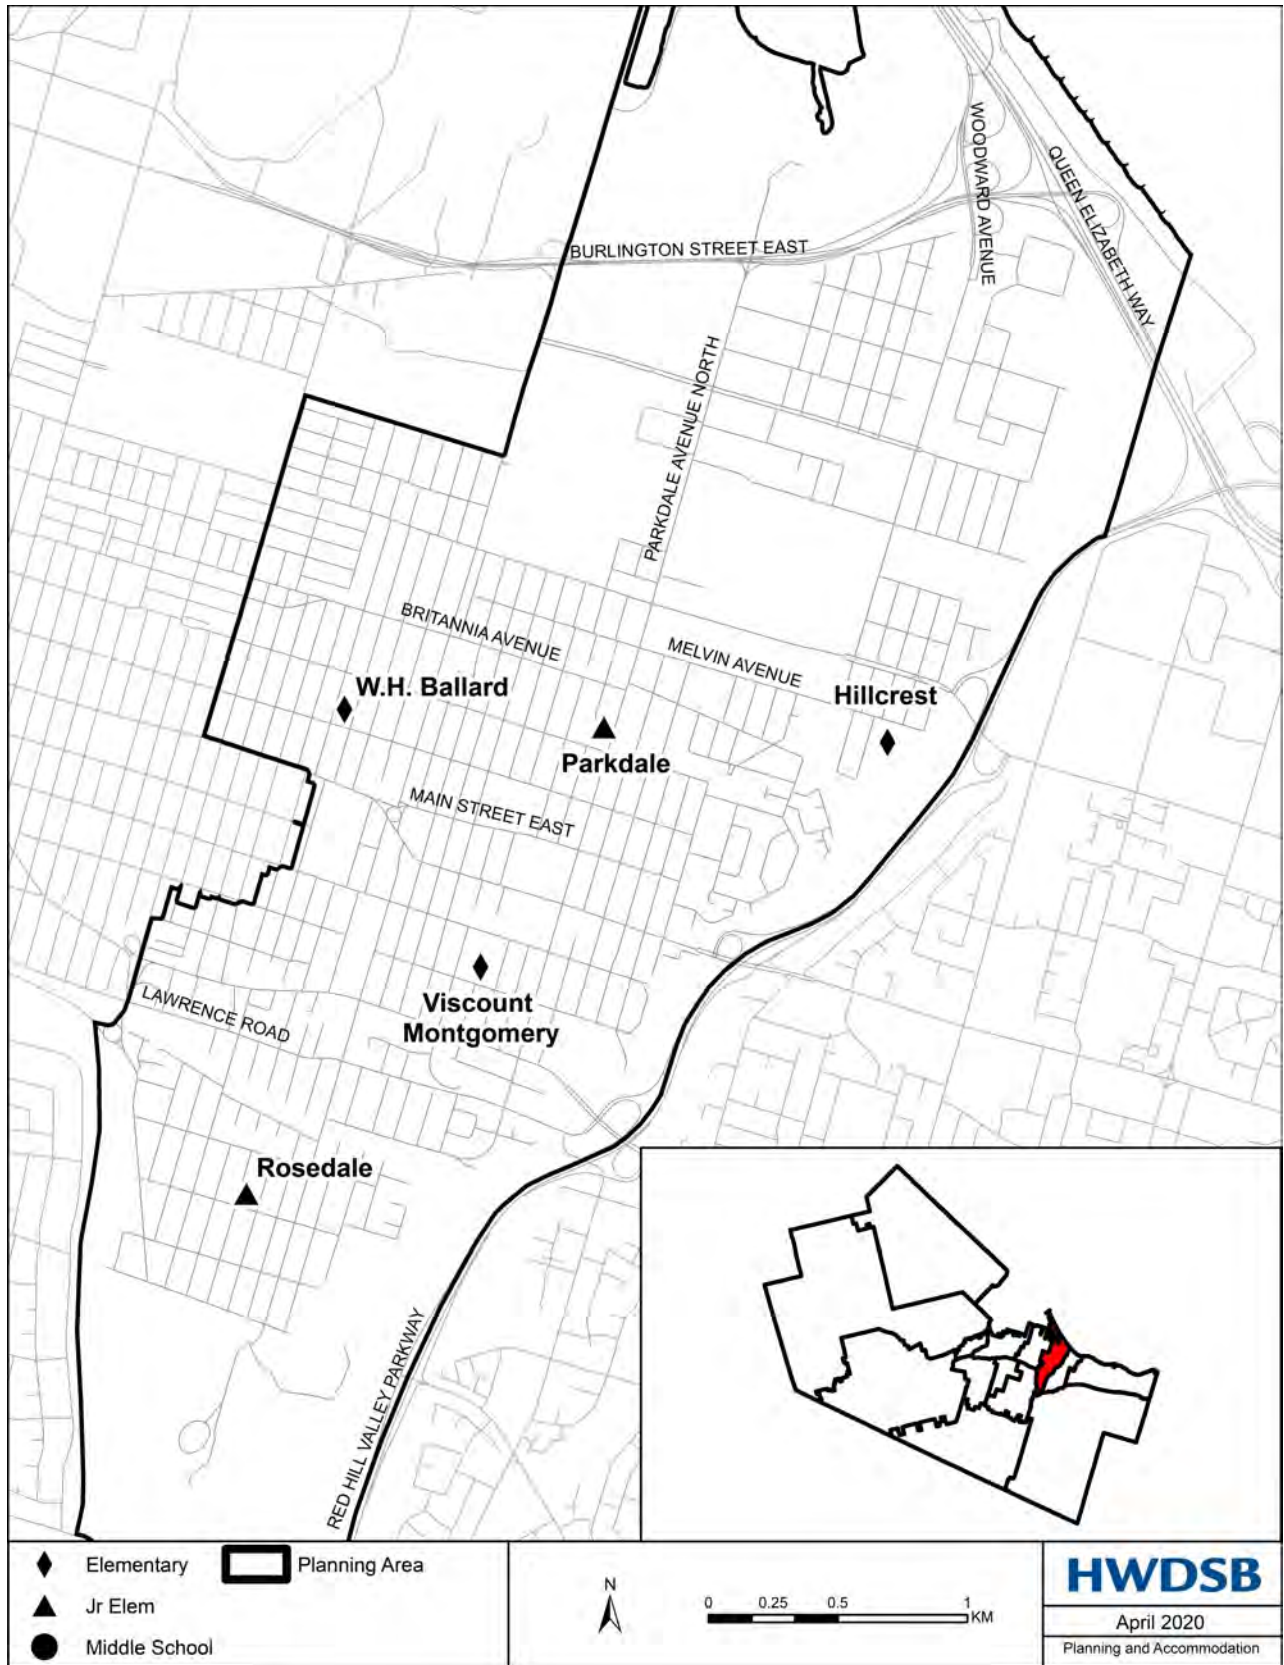 WOODWARD AVENUE
QUEEN ELIZABETH WAY
BURLINGTON STREET EAST
PARKDALE AVENUE NORTH
BRITANNIA AVENUE
MELVIN AVENUE
W.H. Ballard
Hillcrest
Parkdale
MAIN STREET EAST
Viscount
Montgomery
LAWRENCE ROAD
Rosedale
RED HILL VALLEY PARKWAY
Elementary
Planning Area
Jr Elem
Middle School
N
0 0.25 0.5 1
KM
HWDSB
April 2020
Planning and Accommodation